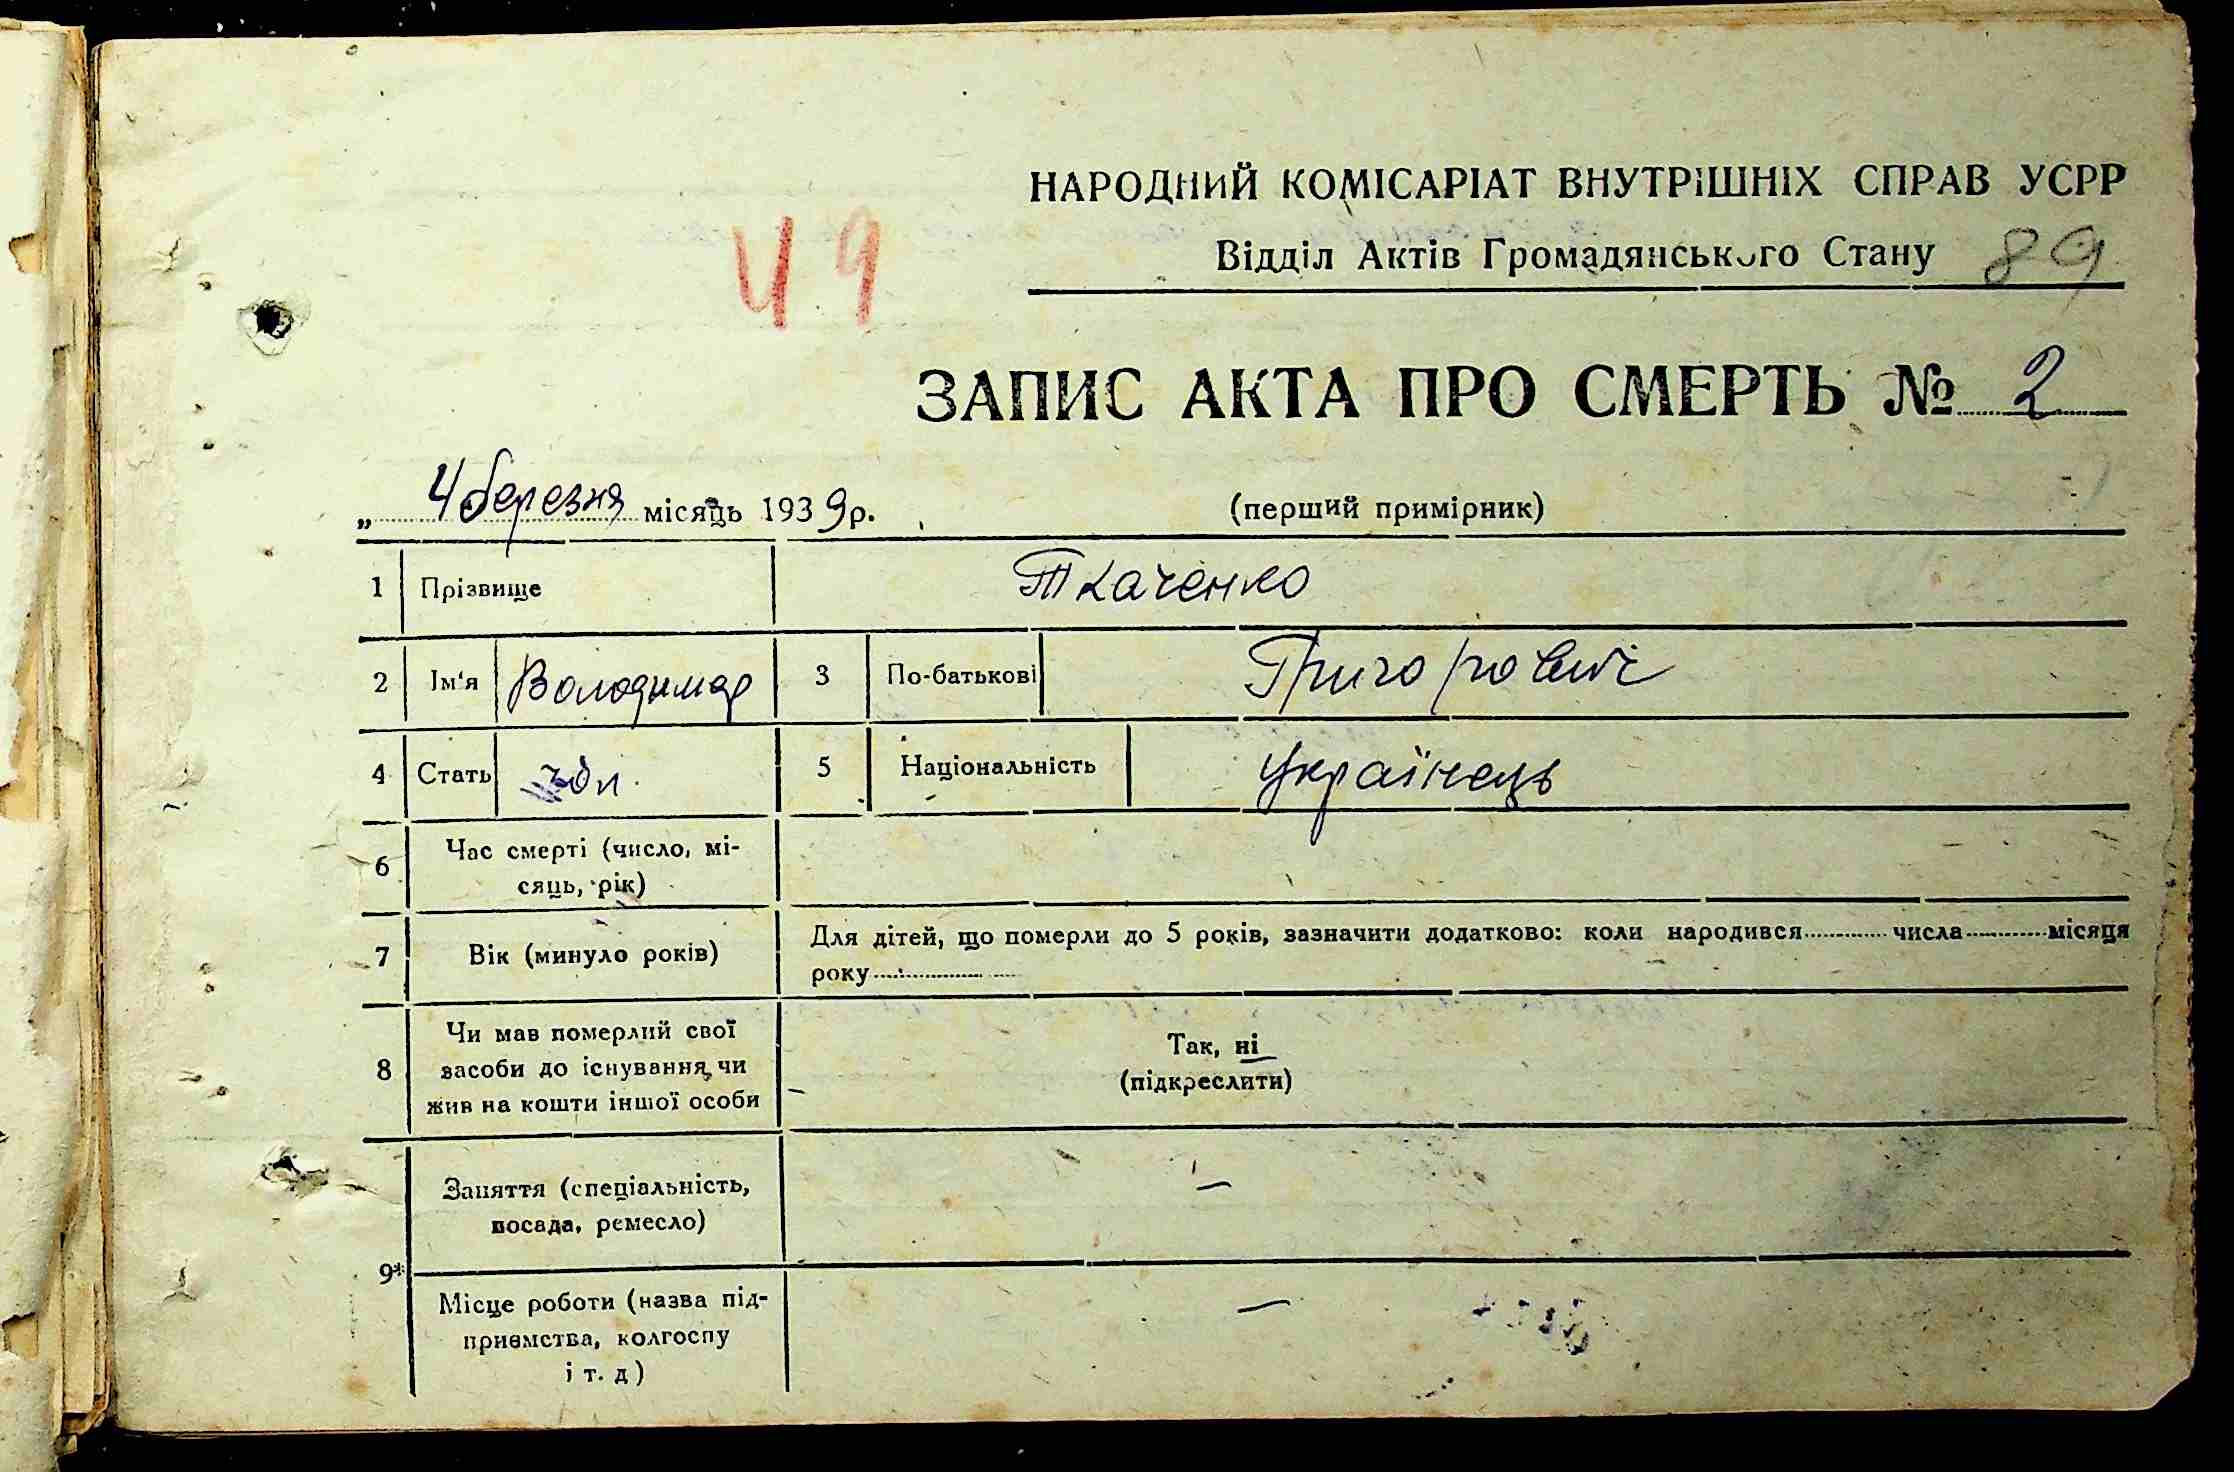 НАРОДНИЙ КОМІСАРІАТ ВНУТРІШНІХ СПРАВ УСРР
49
Відділ Актів Громадянського Стану 89
ЗАПИС АКТА ПРО СМЕРТЬ № 2
„ 4 березня місяць 1939 р. (перший примірник)
1 Прізвище Ткаченко
2 Ім'я Володимир 3 По-батькові Григорович
4 Стать 5 Національність Українець
6 Час смерті (число, мі-
сяць, рік)
7 Вік (минуло років) Для дітей, що померли до 5 років, зазначити додатково: коли народився числа місяця
року
8 Чи мав померлий свої
засоби до існування, чи
жив на кошти іншої особи
Так, ні
(підкреслити)
9* Заняття (спеціальність,
посада, ремесло) —
Місце роботи (назва під-
приємства, колгоспу
і т. д) —